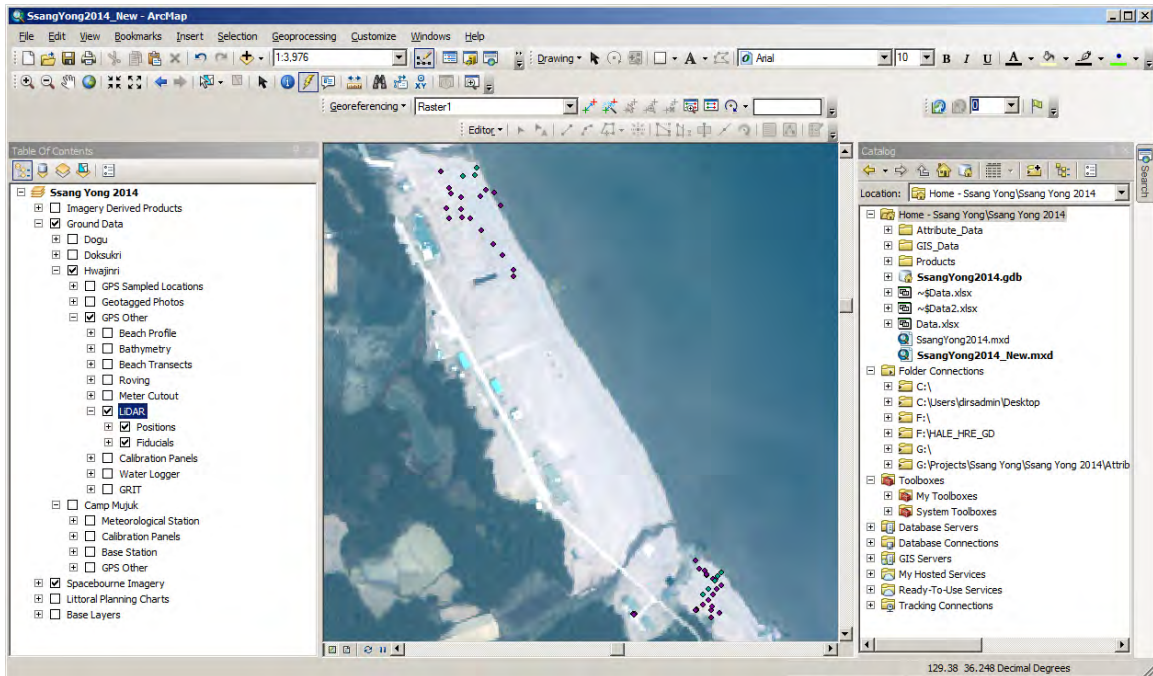 SsangYong2014_New - ArcMap
File Edit View Bookmarks Insert Selection Geoprocessing Customize Windows Help
1:3,976 Drawing Arial 10 B I U A
Georeferencing Raster1 0
Editor
Table Of Contents
Ssang Yong 2014
Imagery Derived Products
Ground Data
Dogu
Doksukri
Hwajinri
GPS Sampled Locations
Geotagged Photos
GPS Other
Beach Profile
Bathymetry
Beach Transects
Roving
Meter Cutout
LiDAR
Positions
Fiducials
Calibration Panels
Water Logger
GRIT
Camp Mujuk
Meteorological Station
Calibration Panels
Base Station
GPS Other
Spacebourne Imagery
Littoral Planning Charts
Base Layers
Catalog
Location: Home - Ssang Yong\Ssang Yong 2014
Home - Ssang Yong\Ssang Yong 2014
Attribute_Data
GIS_Data
Products
SsangYong2014.gdb
~$Data.xlsx
~$Data2.xlsx
Data.xlsx
SsangYong2014.mxd
SsangYong2014_New.mxd
Folder Connections
C:\
C:\Users\dirsadmin\Desktop
F:\
F:\HALE_HRE_GD
G:\
G:\Projects\Ssang Yong\Ssang Yong 2014\Attrib
Toolboxes
My Toolboxes
System Toolboxes
Database Servers
Database Connections
GIS Servers
My Hosted Services
Ready-To-Use Services
Tracking Connections
Search
129.38 36.248 Decimal Degrees